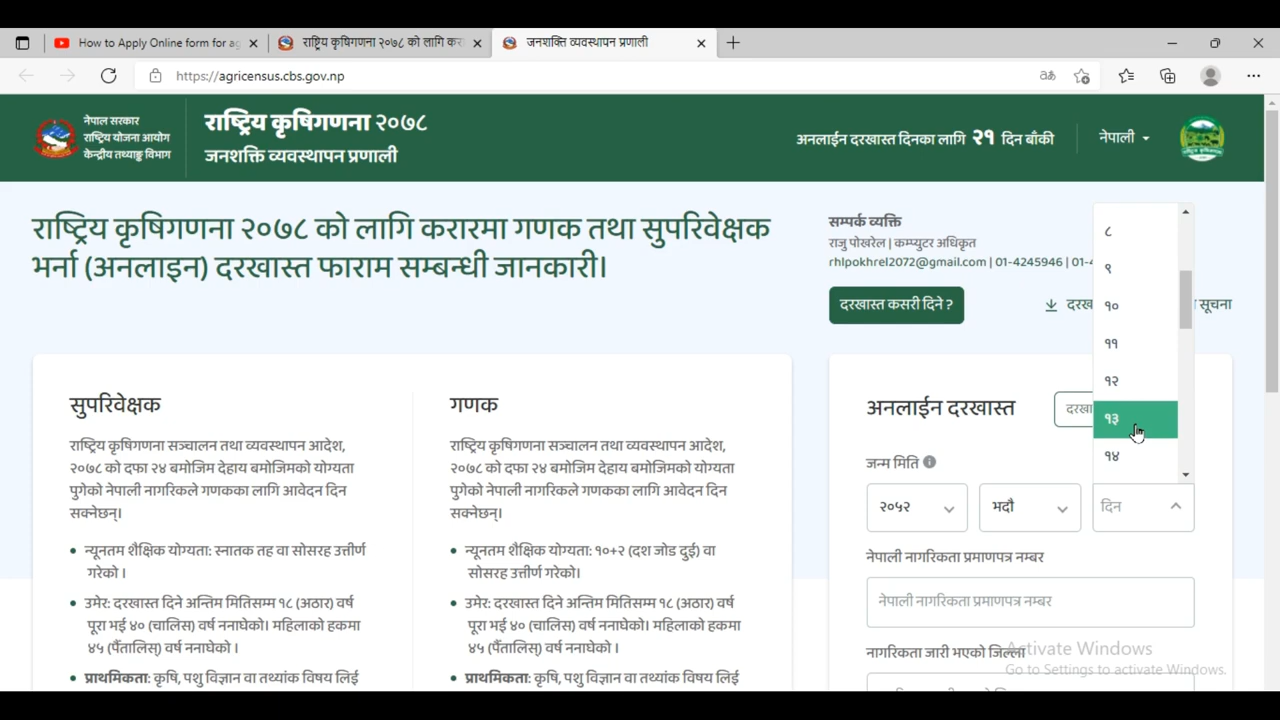 How to Apply Online form for ag
राष्ट्रिय कृषिगणना २०७८ को लागि कर
जनशक्ति व्यवस्थापन प्रणाली
https://agricensus.cbs.gov.np
नेपाल सरकार
राष्ट्रिय योजना आयोग
केन्द्रीय तथ्याङ्क विभाग
राष्ट्रिय कृषिगणना २०७८
जनशक्ति व्यवस्थापन प्रणाली
अनलाईन दरखास्त दिनका लागि २१ दिन बाँकी
नेपाली
राष्ट्रिय कृषिगणना २०७८ को लागि करारमा गणक तथा सुपरिवेक्षक
भर्ना (अनलाइन) दरखास्त फाराम सम्बन्धी जानकारी।
सम्पर्क व्यक्ति
राजु पोखरेल | कम्प्युटर अधिकृत
rhlpokhrel2072@gmail.com | 01-4245946 | 01-4
दरखास्त कसरी दिने ?
दरख
सूचना
सुपरिवेक्षक
राष्ट्रिय कृषिगणना सञ्चालन तथा व्यवस्थापन आदेश,
२०७८ को दफा २४ बमोजिम देहाय बमोजिमको योग्यता
पुगेको नेपाली नागरिकले गणकका लागि आवेदन दिन
सक्नेछन्।
न्यूनतम शैक्षिक योग्यता: स्नातक तह वा सोसरह उत्तीर्ण
गरेको ।
उमेर: दरखास्त दिने अन्तिम मितिसम्म १८ (अठार) वर्ष
पूरा भई ४० (चालिस) वर्ष ननाघेको। महिलाको हकमा
४५ (पैँतालिस्) वर्ष ननाघेको ।
प्राथमिकता: कृषि, पशु विज्ञान वा तथ्यांक विषय लिई
गणक
राष्ट्रिय कृषिगणना सञ्चालन तथा व्यवस्थापन आदेश,
२०७८ को दफा २४ बमोजिम देहाय बमोजिमको योग्यता
पुगेको नेपाली नागरिकले गणकका लागि आवेदन दिन
सक्नेछन्।
न्यूनतम शैक्षिक योग्यता: १०+२ (दश जोड दुई) वा
सोसरह उत्तीर्ण गरेको।
उमेर: दरखास्त दिने अन्तिम मितिसम्म १८ (अठार) वर्ष
पूरा भई ४० (चालिस) वर्ष ननाघेको। महिलाको हकमा
४५ (पैँतालिस्) वर्ष ननाघेको ।
प्राथमिकता: कृषि, पशु विज्ञान वा तथ्यांक विषय लिई
अनलाईन दरखास्त
दरखा
जन्म मिति
२०५२
भदौ
दिन
८
९
१०
११
१२
१३
१४
नेपाली नागरिकता प्रमाणपत्र नम्बर
नेपाली नागरिकता प्रमाणपत्र नम्बर
नागरिकता जारी भएको जिल्ला
Activate Windows
Go to Settings to activate Windows.